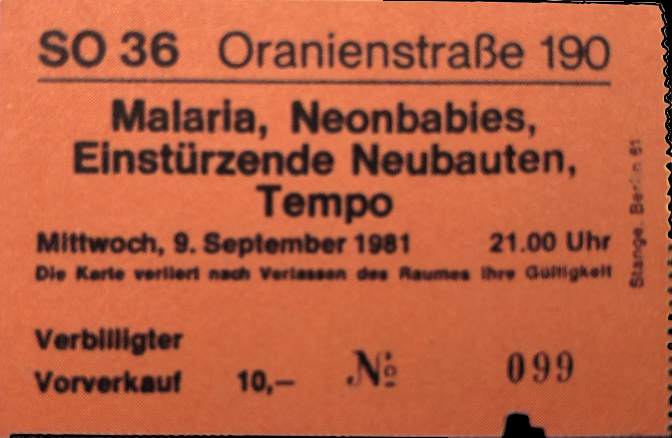 SO 36 Oranienstraße 190
Malaria, Neonbabies,
Einstürzende Neubauten,
Tempo
Mittwoch, 9. September 1981 21.00 Uhr
Die Karte verliert nach Verlassen des Raumes ihre Gültigkeit
Verbilligter
Vorverkauf 10,— No 099
Stange, Berlin 61